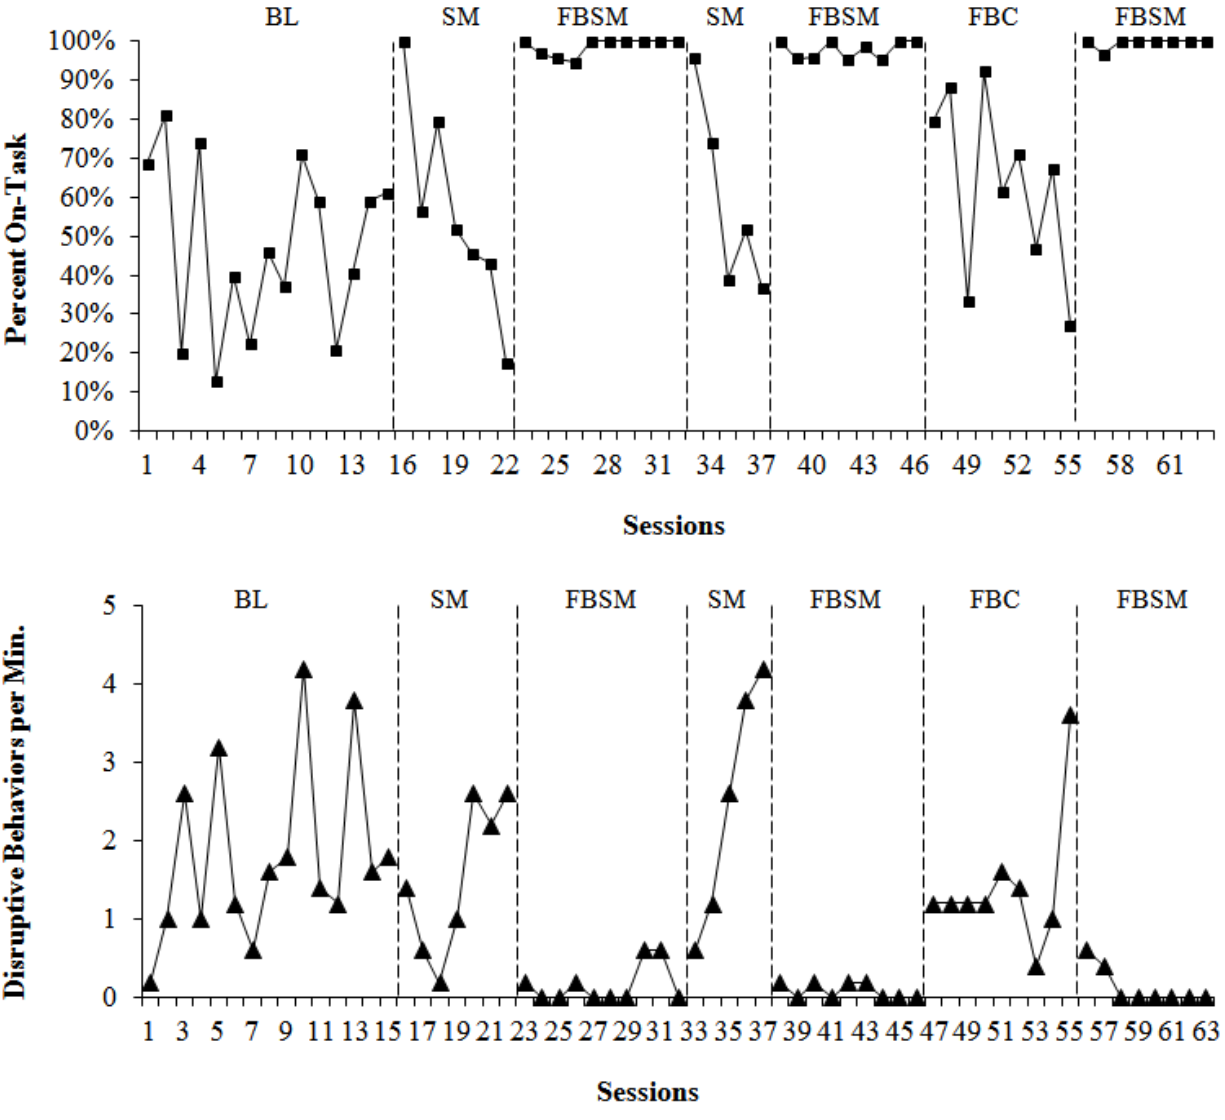 BL SM FBSM SM FBSM FBC FBSM
100%
90%
80%
70%
60%
50%
40%
30%
20%
10%
0%
Percent On-Task
1 4 7 10 13 16 19 22 25 28 31 34 37 40 43 46 49 52 55 58 61
Sessions
BL SM FBSM SM FBSM FBC FBSM
5
4
3
2
1
0
Disruptive Behaviors per Min.
1 3 5 7 9 11 13 15 17 19 21 23 25 27 29 31 33 35 37 39 41 43 45 47 49 51 53 55 57 59 61 63
Sessions